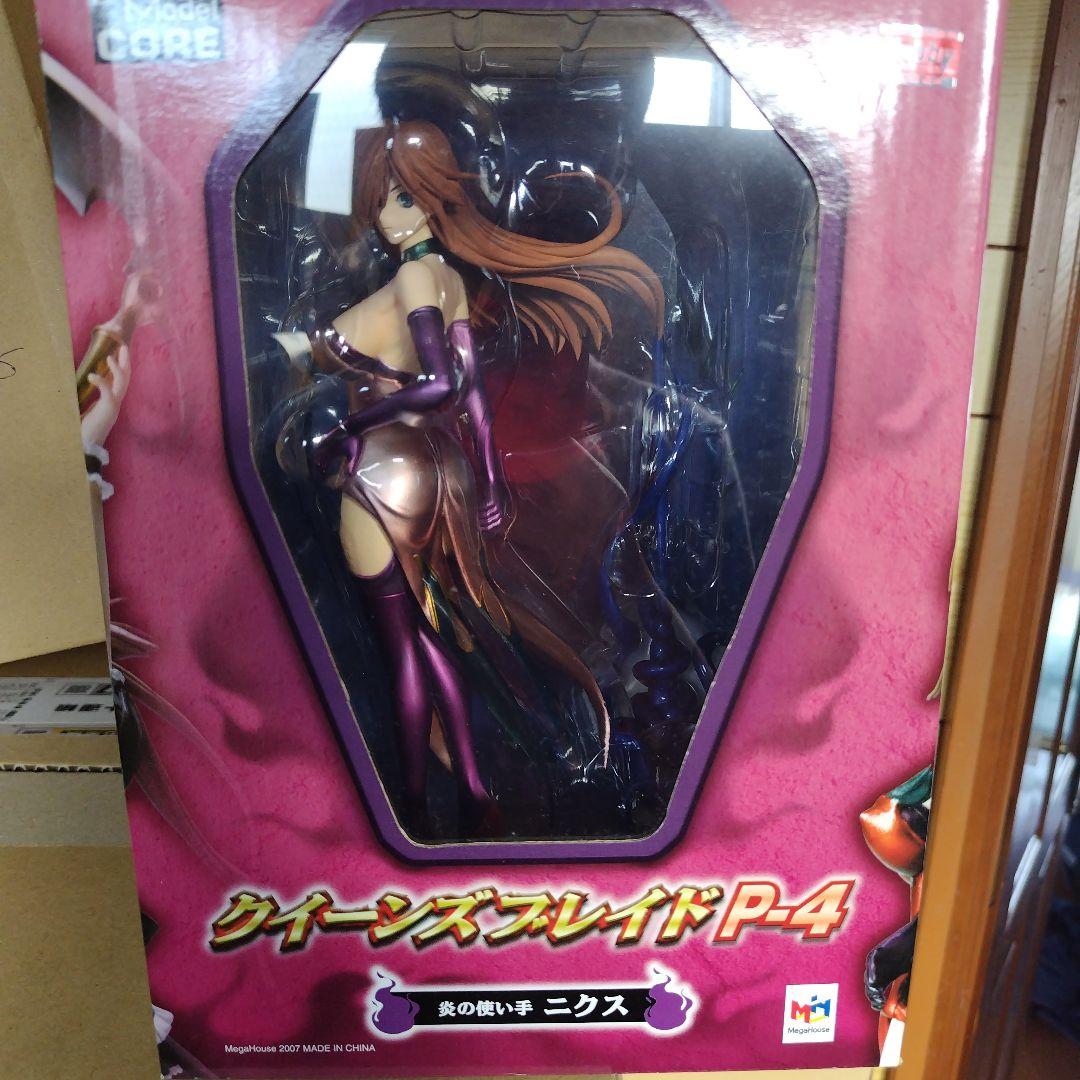 Model
CORE
クイーンズブレイド P-4
炎の使い手 ニクス
MegaHouse
MegaHouse 2007 MADE IN CHINA